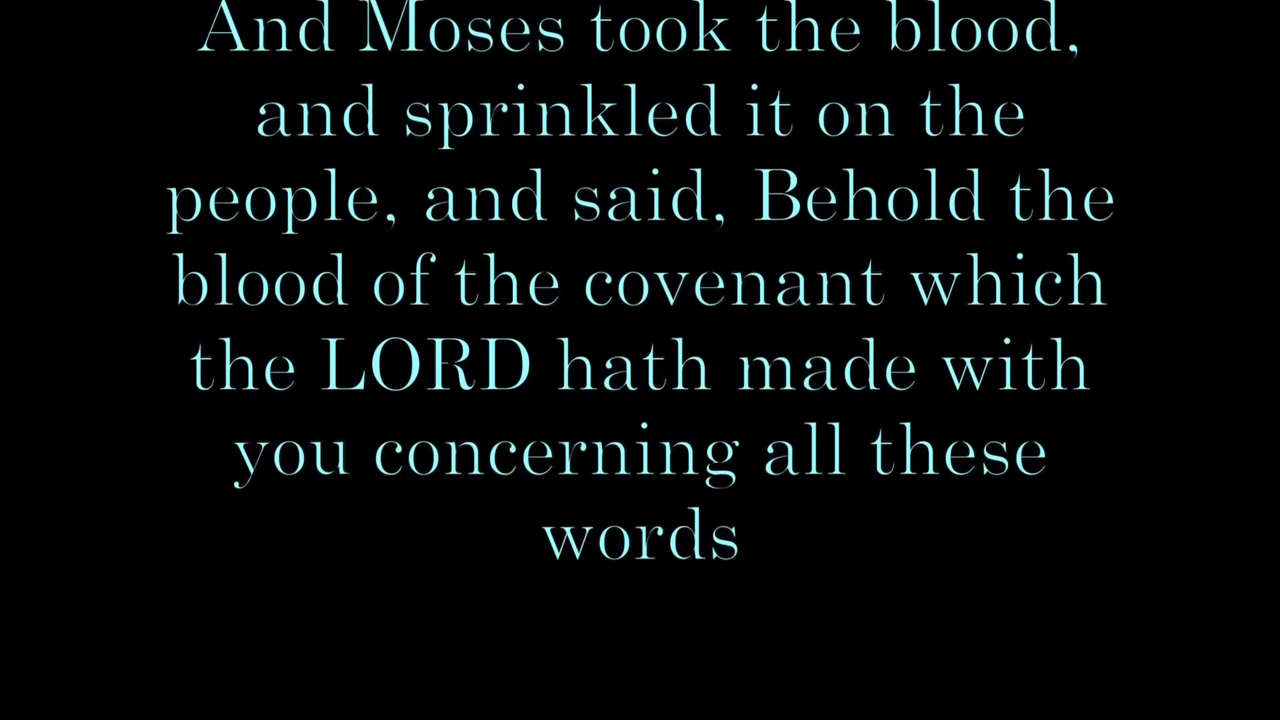 And Moses took the blood,
and sprinkled it on the
people, and said, Behold the
blood of the covenant which
the LORD hath made with
you concerning all these
words